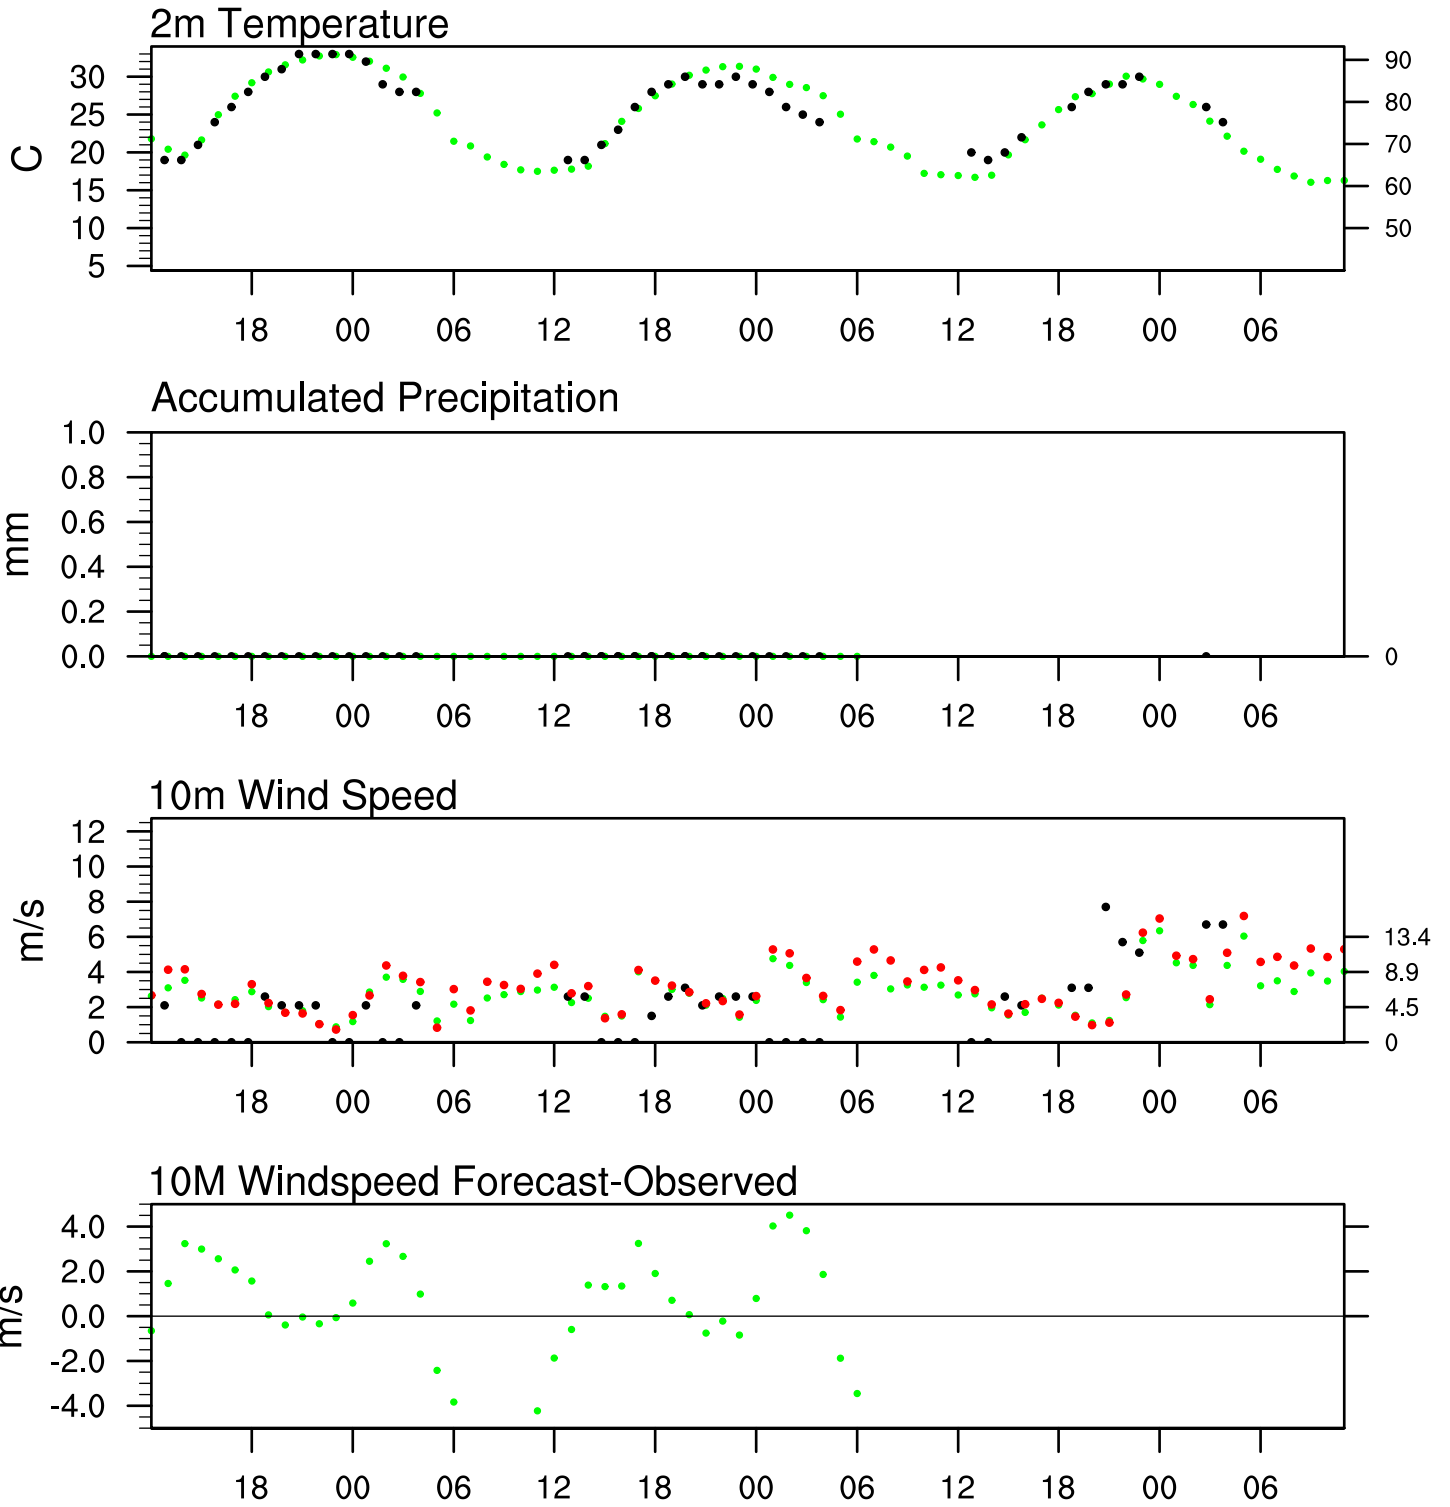 2m Temperature
30
25
20
15
10
5
C
90
80
70
60
50
18 00 06 12 18 00 06 12 18 00 06
Accumulated Precipitation
1.0
0.8
0.6
0.4
0.2
0.0
mm
0
18 00 06 12 18 00 06 12 18 00 06
10m Wind Speed
12
10
8
6
4
2
0
m/s
13.4
8.9
4.5
0
18 00 06 12 18 00 06 12 18 00 06
10M Windspeed Forecast-Observed
4.0
2.0
0.0
-2.0
-4.0
m/s
18 00 06 12 18 00 06 12 18 00 06